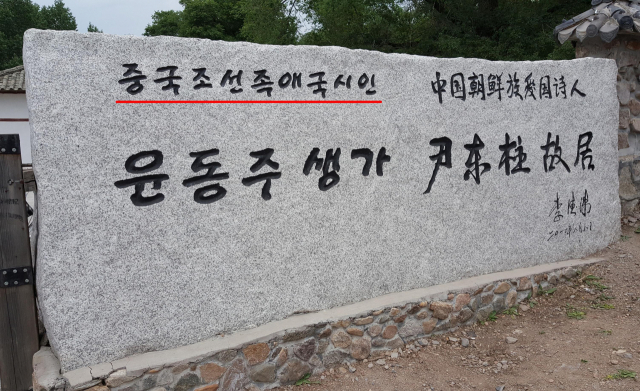 중국조선족애국시인 中国朝鲜族爱国诗人
윤동주 생가 尹东柱故居